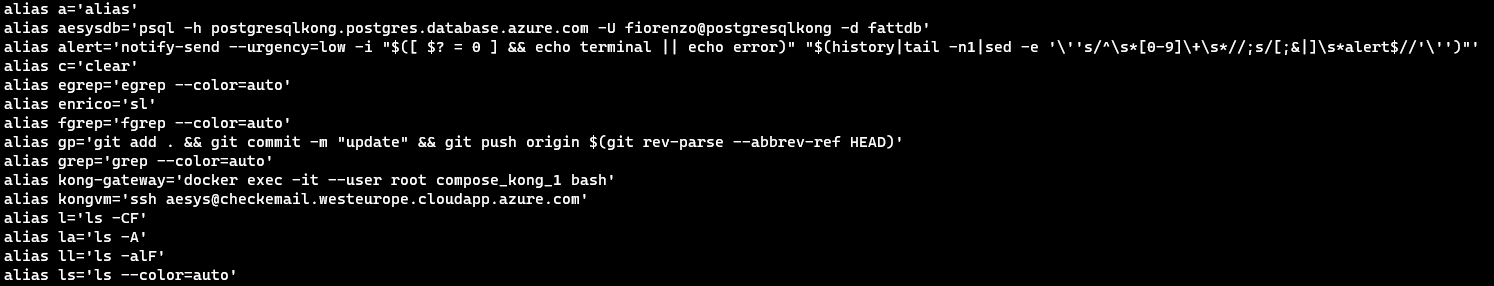 alias a='alias'
alias aesysdb='psql -h postgresqlkong.postgres.database.azure.com -U fiorenzo@postgresqlkong -d fattdb'
alias alert='notify-send --urgency=low -i "$([ $? = 0 ] && echo terminal || echo error)" "$(history|tail -n1|sed -e '\''s/^\s*[0-9]\+\s*//;s/[;&|]\s*alert$//'\'')"'
alias c='clear'
alias egrep='egrep --color=auto'
alias enrico='sl'
alias fgrep='fgrep --color=auto'
alias gp='git add . && git commit -m "update" && git push origin $(git rev-parse --abbrev-ref HEAD)'
alias grep='grep --color=auto'
alias kong-gateway='docker exec -it --user root compose_kong_1 bash'
alias kongvm='ssh aesys@checkemail.westeurope.cloudapp.azure.com'
alias l='ls -CF'
alias la='ls -A'
alias ll='ls -alF'
alias ls='ls --color=auto'